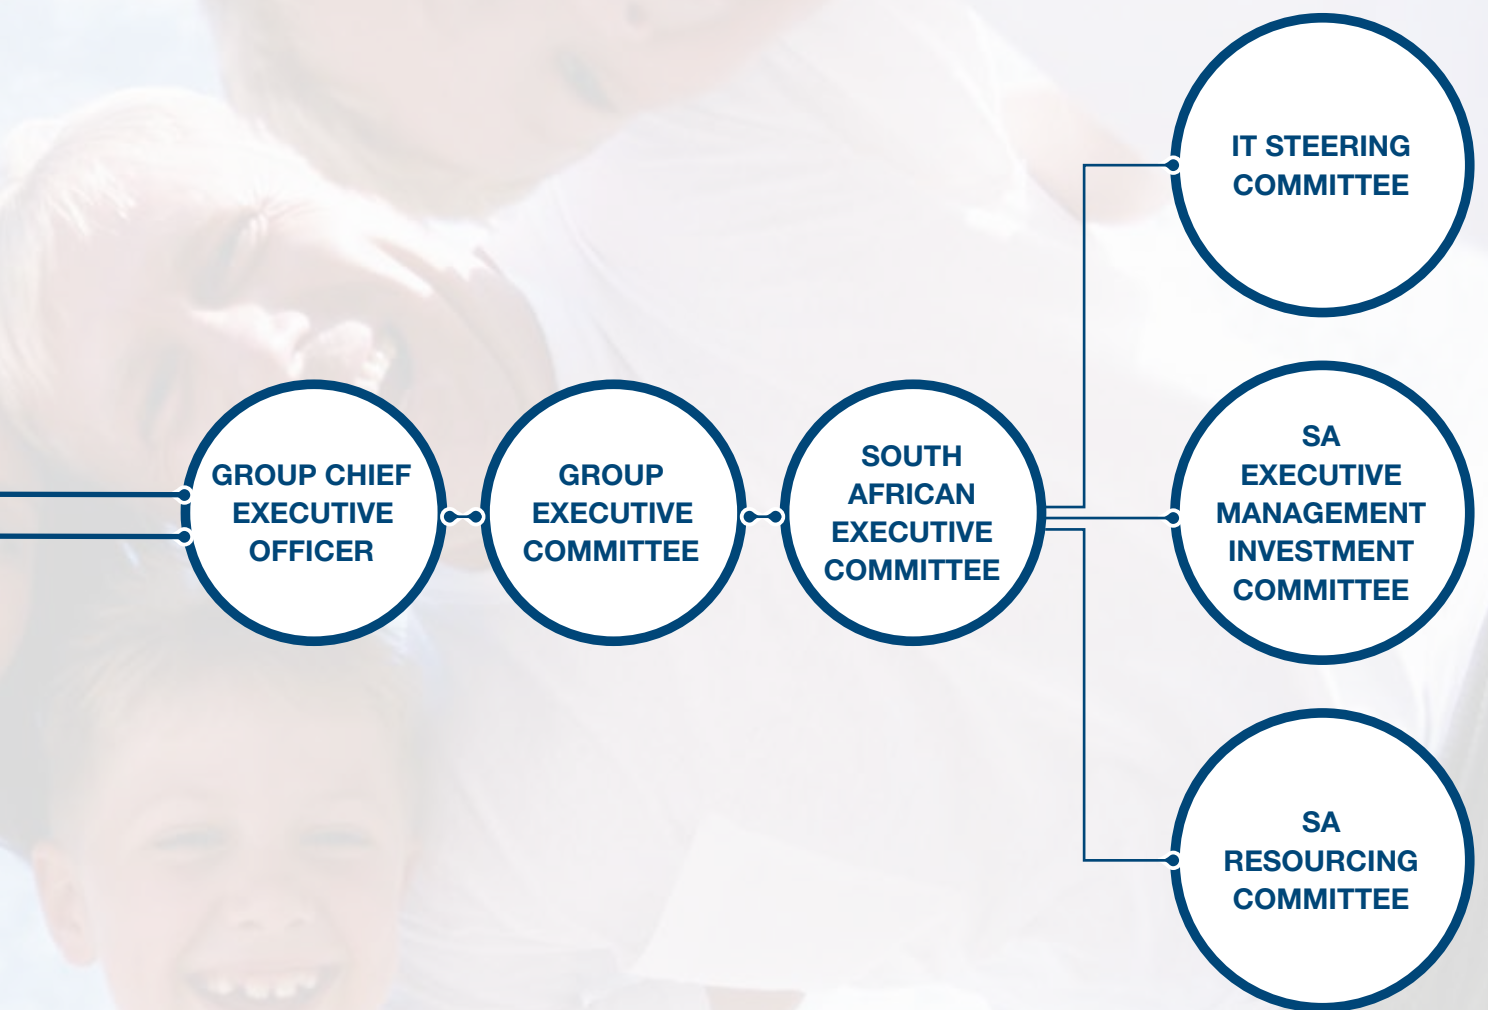 GROUP CHIEF
EXECUTIVE
OFFICER
GROUP
EXECUTIVE
COMMITTEE
SOUTH
AFRICAN
EXECUTIVE
COMMITTEE
IT STEERING
COMMITTEE
SA
EXECUTIVE
MANAGEMENT
INVESTMENT
COMMITTEE
SA
RESOURCING
COMMITTEE